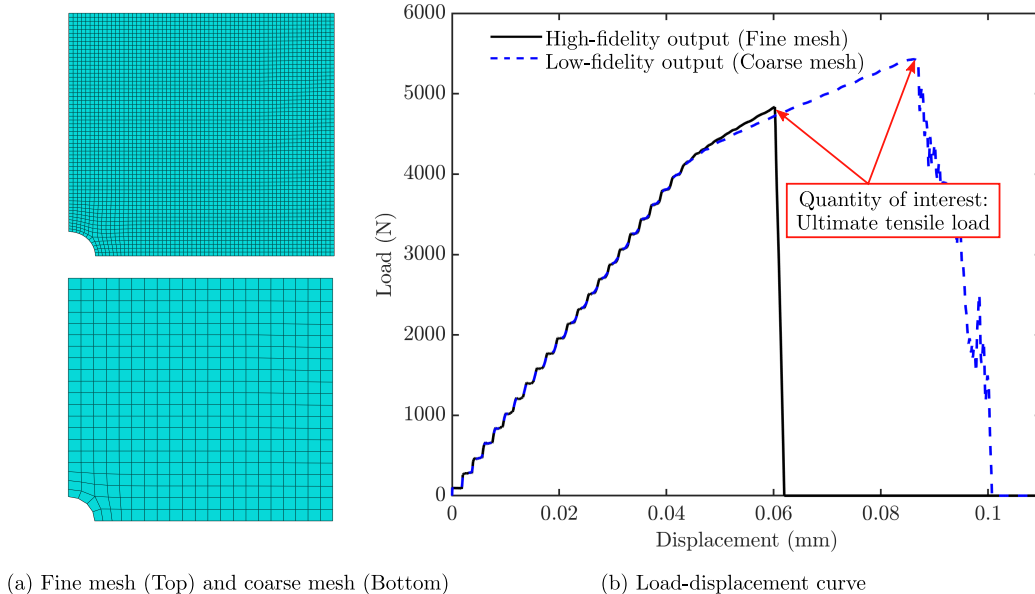 6000
5000
4000
3000
2000
1000
0
Load (N)
High-fidelity output (Fine mesh)
Low-fidelity output (Coarse mesh)
Quantity of interest:
Ultimate tensile load
0 0.02 0.04 0.06 0.08 0.1
Displacement (mm)
(a) Fine mesh (Top) and coarse mesh (Bottom)
(b) Load-displacement curve